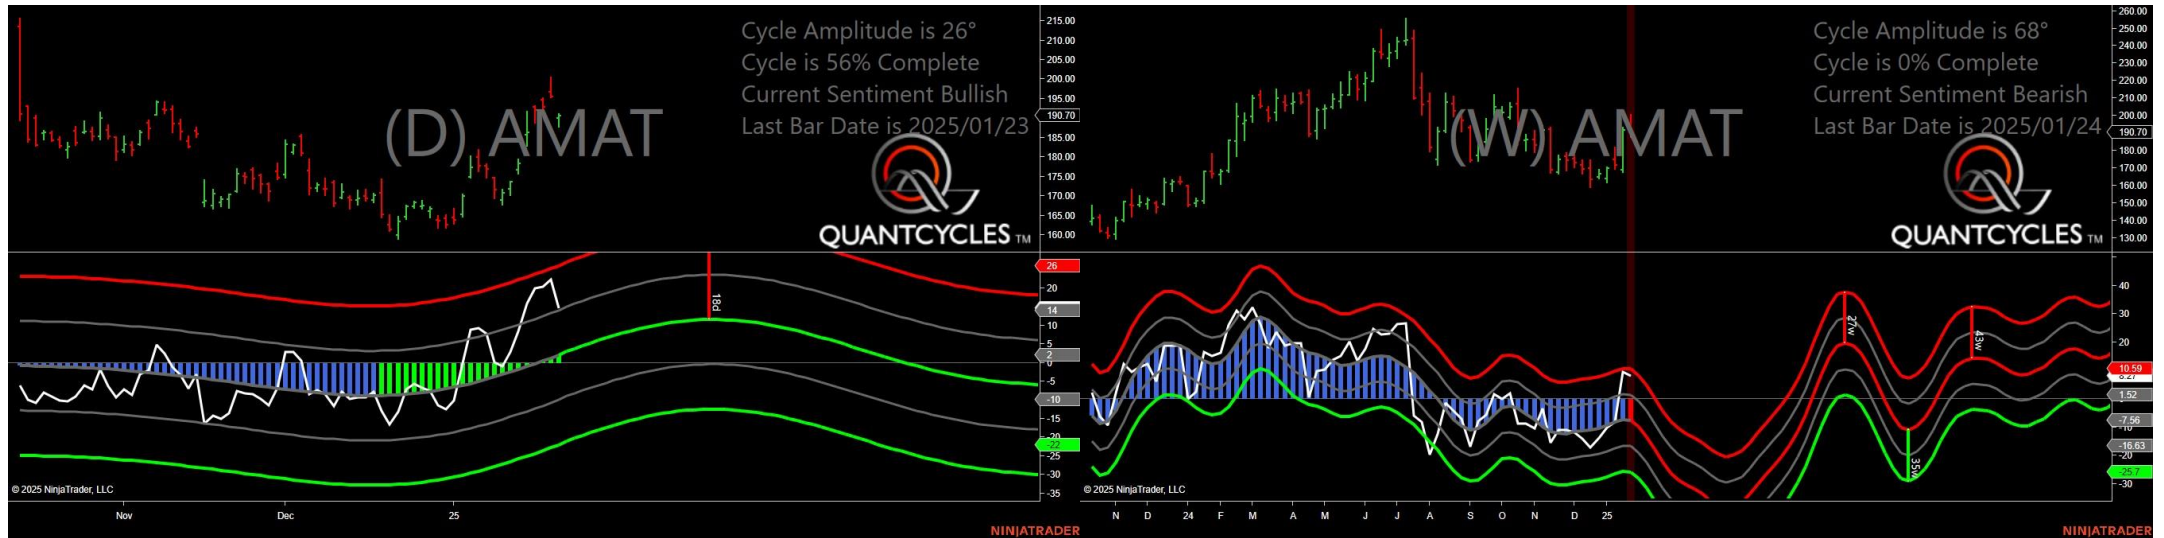 Cycle Amplitude is 26°
Cycle is 56% Complete
Current Sentiment Bullish
Last Bar Date is 2025/01/23
(D) AMAT
QUANTCYCLES TM
215.00
210.00
205.00
200.00
195.00
190.70
185.00
180.00
175.00
170.00
165.00
160.00
18d
26
20
14
10
5
2
-5
-10
-15
-22
-25
-30
-35
© 2025 NinjaTrader, LLC
Nov
Dec
25
NINJATRADER
Cycle Amplitude is 68°
Cycle is 0% Complete
Current Sentiment Bearish
Last Bar Date is 2025/01/24
(W) AMAT
QUANTCYCLES TM
260.00
250.00
240.00
230.00
220.00
210.00
200.00
190.70
180.00
170.00
160.00
150.00
140.00
130.00
27w
43w
35w
40
30
20
10.59
8.27
1.52
-7.56
-16.63
-20
-25.7
-30
© 2025 NinjaTrader, LLC
N D 24 F M A M J J A S O N D 25
NINJATRADER